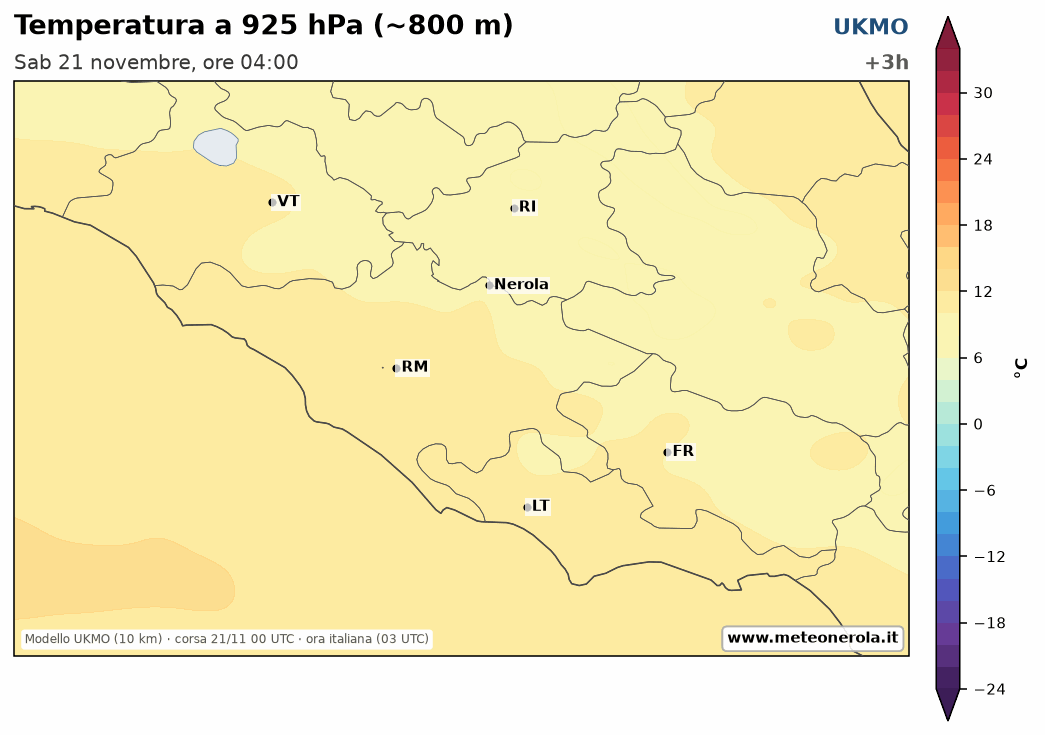 Temperatura a 925 hPa (~800 m)
UKMO
Sab 21 novembre, ore 04:00
+3h
VT
RI
Nerola
RM
FR
LT
30
24
18
12
6
0
−6
−12
−18
−24
°C
Modello UKMO (10 km) · corsa 21/11 00 UTC · ora italiana (03 UTC)
www.meteonerola.it